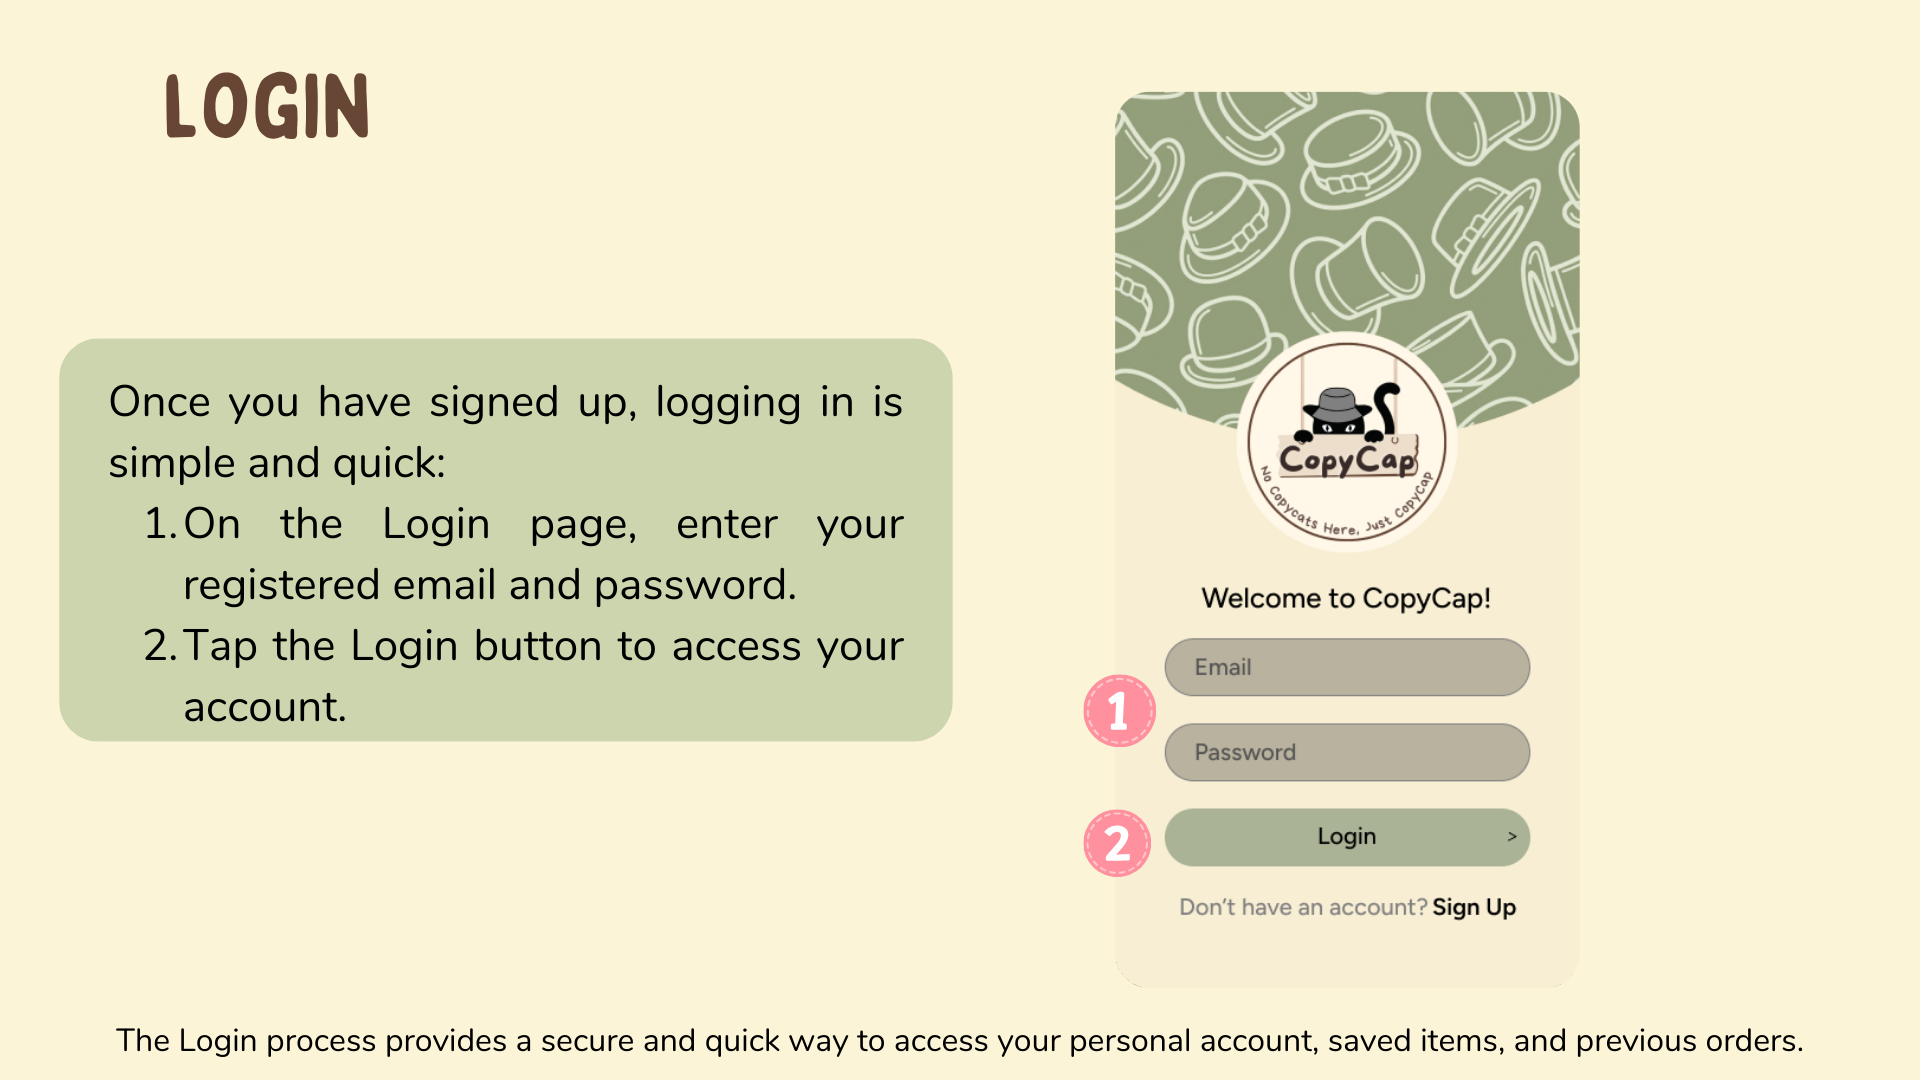 LOGIN
Once you have signed up, logging in is
simple and quick:
1. On the Login page, enter your
registered email and password.
2. Tap the Login button to access your
account.
CopyCap
No Copycats Here, Just CopyCap
Welcome to CopyCap!
Email
1
Password
2
Login >
Don't have an account? Sign Up
The Login process provides a secure and quick way to access your personal account, saved items, and previous orders.